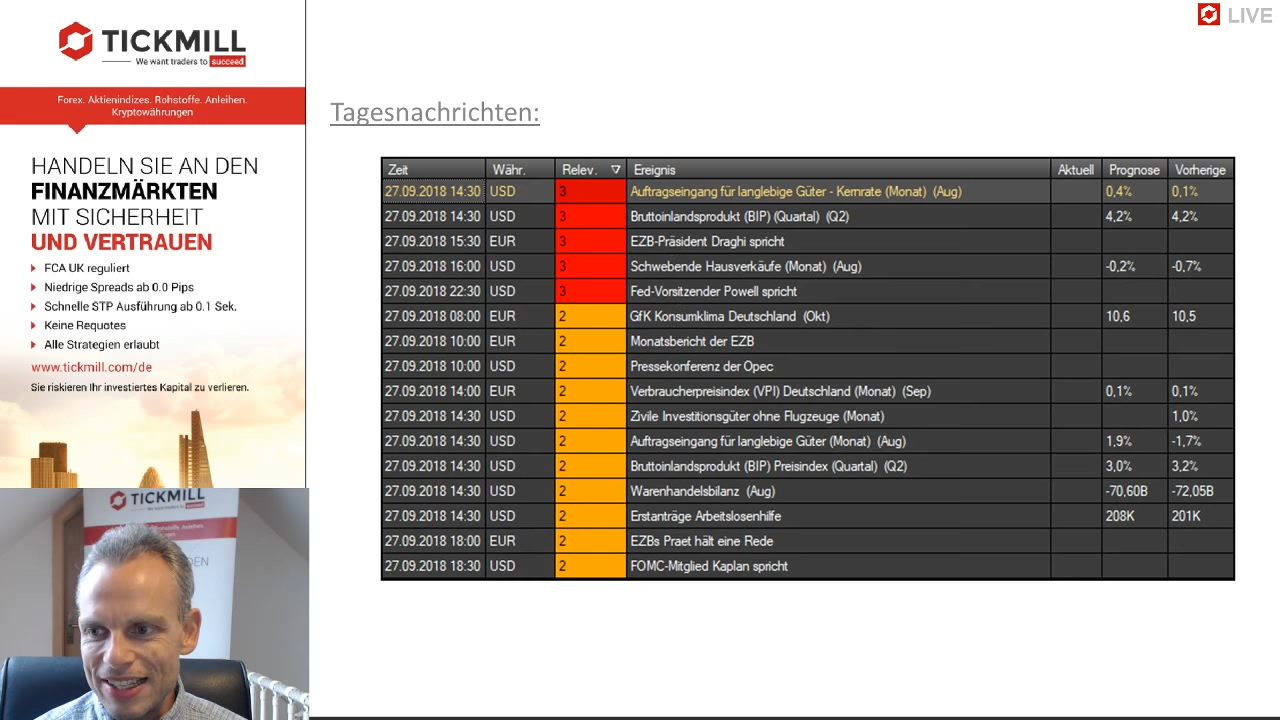 TICKMILL
We want traders to succeed
Forex. Aktienindizes. Rohstoffe. Anleihen.
Kryptowährungen
HANDELN SIE AN DEN
FINANZMÄRKTEN
MIT SICHERHEIT
UND VERTRAUEN
FCA UK reguliert
Niedrige Spreads ab 0.0 Pips
Schnelle STP Ausführung ab 0.1 Sek.
Keine Requotes
Alle Strategien erlaubt
www.tickmill.com/de
Sie riskieren Ihr investiertes Kapital zu verlieren.
TICKMILL
LIVE
Tagesnachrichten:
Zeit Währ. Relev. Ereignis Aktuell Prognose Vorherige
27.09.2018 14:30 USD 3 Auftragseingang für langlebige Güter - Kernrate (Monat) (Aug) 0,4% 0,1%
27.09.2018 14:30 USD 3 Bruttoinlandsprodukt (BIP) (Quartal) (Q2) 4,2% 4,2%
27.09.2018 15:30 EUR 3 EZB-Präsident Draghi spricht
27.09.2018 16:00 USD 3 Schwebende Hausverkäufe (Monat) (Aug) -0,2% -0,7%
27.09.2018 22:30 USD 3 Fed-Vorsitzender Powell spricht
27.09.2018 08:00 EUR 2 GfK Konsumklima Deutschland (Okt) 10,6 10,5
27.09.2018 10:00 EUR 2 Monatsbericht der EZB
27.09.2018 10:00 USD 2 Pressekonferenz der Opec
27.09.2018 14:00 EUR 2 Verbraucherpreisindex (VPI) Deutschland (Monat) (Sep) 0,1% 0,1%
27.09.2018 14:30 USD 2 Zivile Investitionsgüter ohne Flugzeuge (Monat) 1,0%
27.09.2018 14:30 USD 2 Auftragseingang für langlebige Güter (Monat) (Aug) 1,9% -1,7%
27.09.2018 14:30 USD 2 Bruttoinlandsprodukt (BIP) Preisindex (Quartal) (Q2) 3,0% 3,2%
27.09.2018 14:30 USD 2 Warenhandelsbilanz (Aug) -70,60B -72,05B
27.09.2018 14:30 USD 2 Erstanträge Arbeitslosenhilfe 208K 201K
27.09.2018 18:00 EUR 2 EZBs Praet hält eine Rede
27.09.2018 18:30 USD 2 FOMC-Mitglied Kaplan spricht